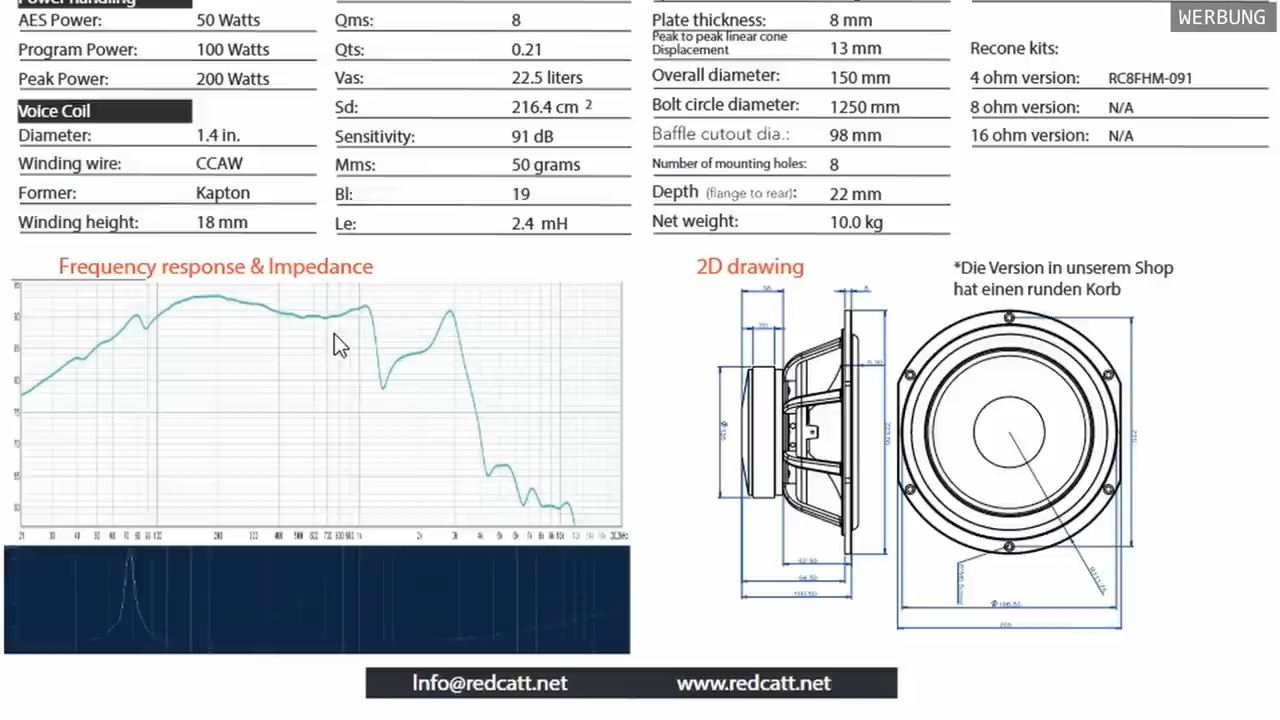 Power Handling
AES Power: 50 Watts
Program Power: 100 Watts
Peak Power: 200 Watts
Voice Coil
Diameter: 1.4 in.
Winding wire: CCAW
Former: Kapton
Winding height: 18 mm
Qms: 8
Qts: 0.21
Vas: 22.5 liters
Sd: 216.4 cm 2
Sensitivity: 91 dB
Mms: 50 grams
Bl: 19
Le: 2.4 mH
Plate thickness: 8 mm
Peak to peak linear cone
Displacement 13 mm
Overall diameter: 150 mm
Bolt circle diameter: 1250 mm
Baffle cutout dia.: 98 mm
Number of mounting holes: 8
Depth (flange to rear): 22 mm
Net weight: 10.0 kg
WERBUNG
Recone kits:
4 ohm version: RC8FHM-091
8 ohm version: N/A
16 ohm version: N/A
Frequency response & Impedance
2D drawing
*Die Version in unserem Shop
hat einen runden Korb
Info@redcatt.net www.redcatt.net